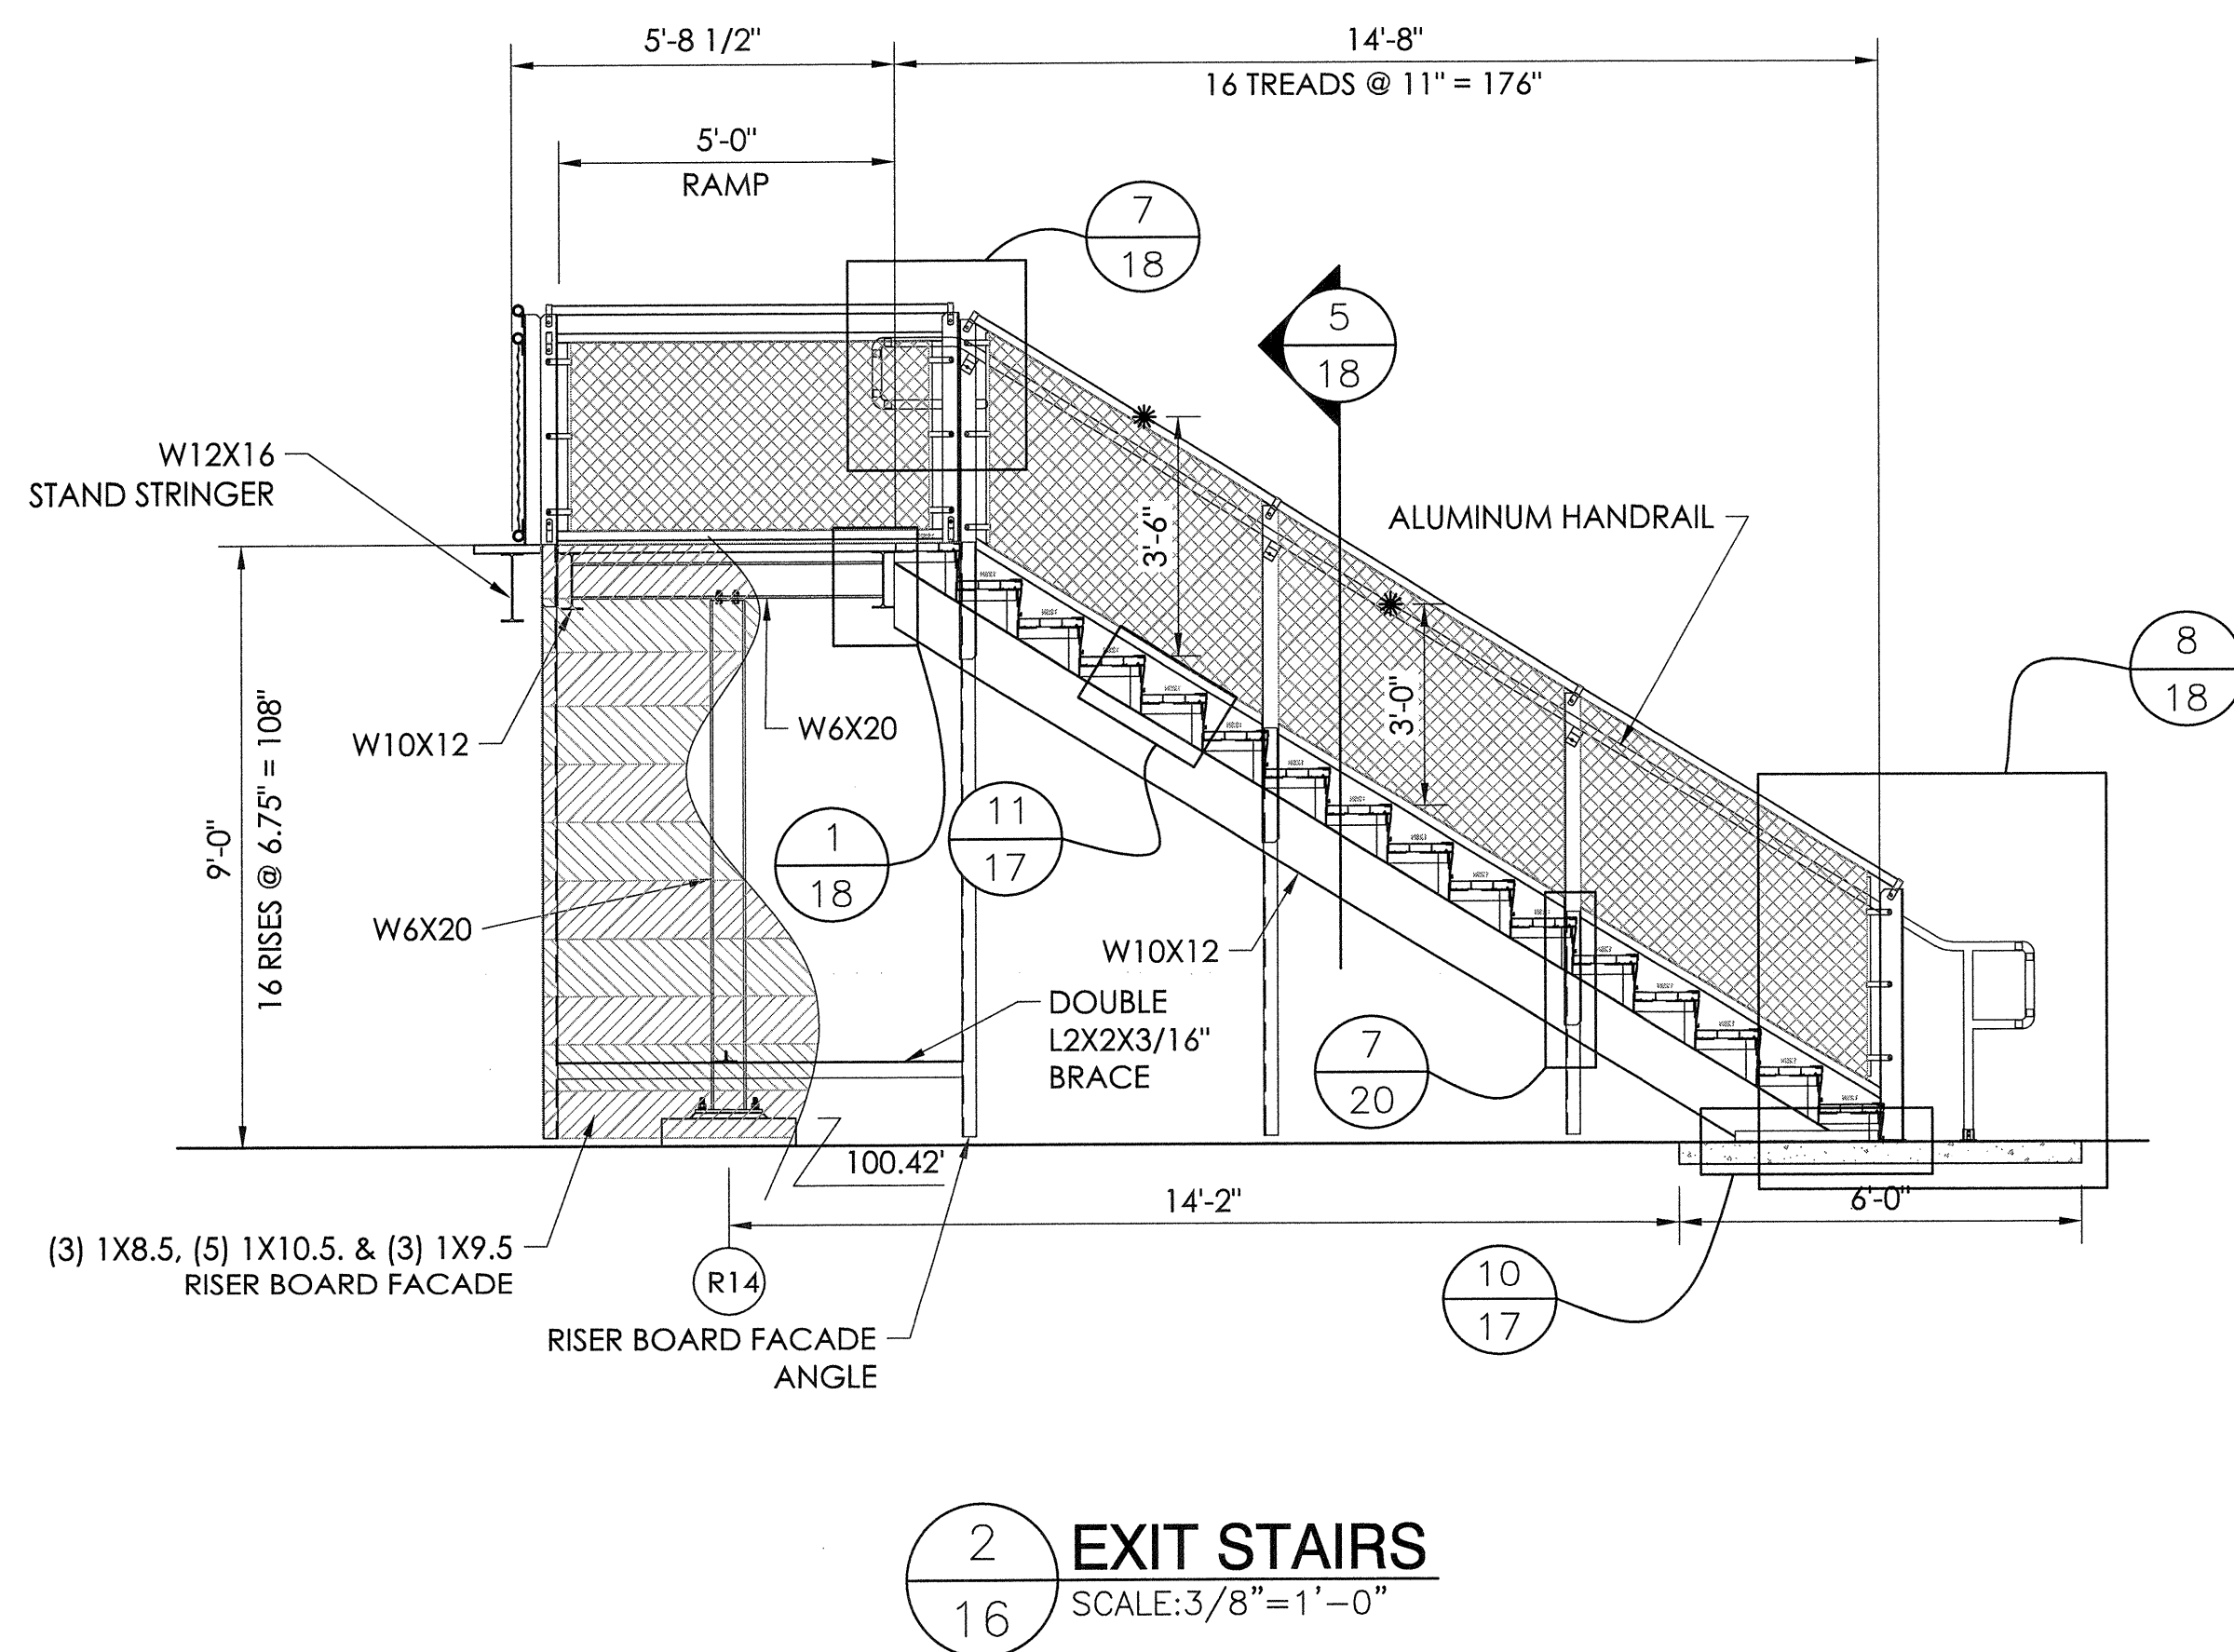 5'-8 1/2"
14'-8"
16 TREADS @ 11" = 176"
5'-0"
RAMP
7
18
5
18
W12X16
STAND STRINGER
ALUMINUM HANDRAIL
3'-6"
3'-0"
8
18
9'-0"
16 RISES @ 6.75" = 108"
W10X12
W6X20
1
18
11
17
W6X20
W10X12
DOUBLE
L2X2X3/16"
BRACE
7
20
100.42'
14'-2"
6'-0"
(3) 1X8.5, (5) 1X10.5. & (3) 1X9.5
RISER BOARD FACADE
R14
10
17
RISER BOARD FACADE
ANGLE
2
16
EXIT STAIRS
SCALE:3/8"=1'-0"